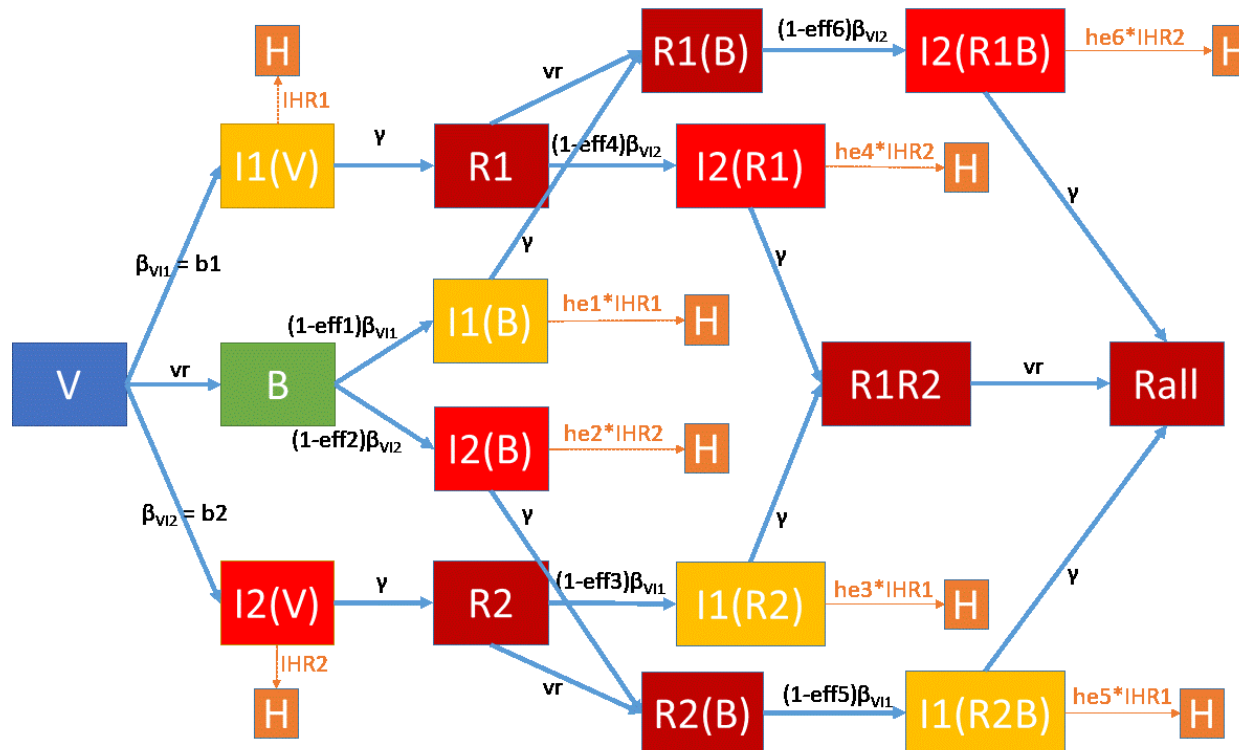 R1(B)
(1-eff6)βVI2
I2(R1B)
he6*IHR2
H
H
IHR1
vr
I1(V)
γ
R1
(1-eff4)βVI2
I2(R1)
he4*IHR2
H
γ
γ
γ
βVI1 = b1
I1(B)
he1*IHR1
H
(1-eff1)βVI1
V
vr
B
R1R2
vr
Rall
(1-eff2)βVI2
I2(B)
he2*IHR2
H
βVI2 = b2
γ
γ
γ
I2(V)
γ
R2
(1-eff3)βVI1
I1(R2)
he3*IHR1
H
IHR2
H
vr
R2(B)
(1-eff5)βVI1
I1(R2B)
he5*IHR1
H